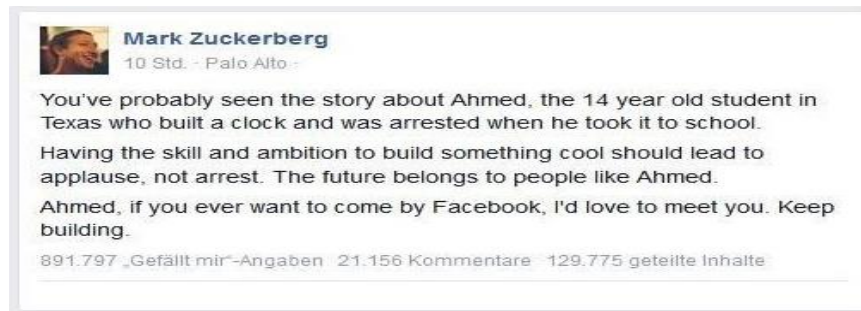 Mark Zuckerberg
10 Std. · Palo Alto ·
You've probably seen the story about Ahmed, the 14 year old student in
Texas who built a clock and was arrested when he took it to school.
Having the skill and ambition to build something cool should lead to
applause, not arrest. The future belongs to people like Ahmed.
Ahmed, if you ever want to come by Facebook, I'd love to meet you. Keep
building.
891.797 „Gefällt mir“-Angaben 21.156 Kommentare 129.775 geteilte Inhalte